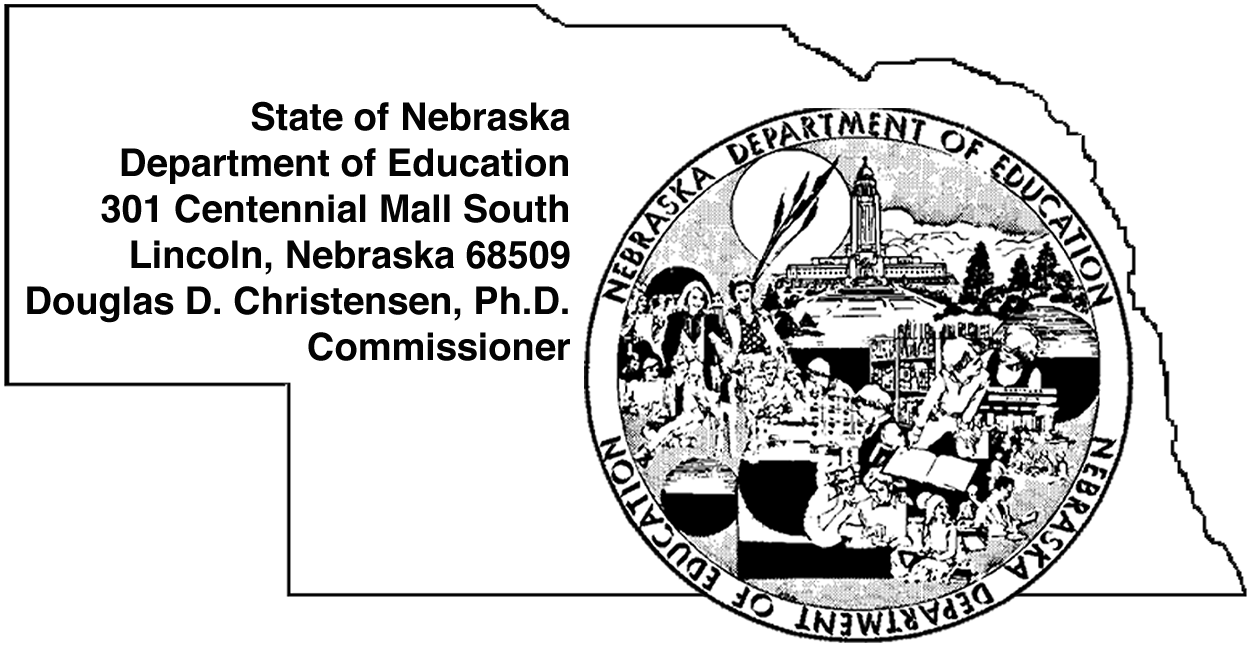 State of Nebraska
Department of Education
301 Centennial Mall South
Lincoln, Nebraska 68509
Douglas D. Christensen, Ph.D.
Commissioner
NEBRASKA DEPARTMENT OF EDUCATION
NEBRASKA DEPARTMENT OF EDUCATION